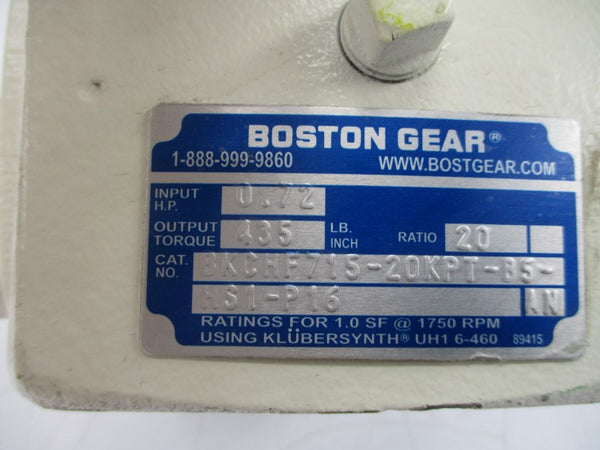 BOSTON GEAR®
1-888-999-9860 WWW.BOSTGEAR.COM
INPUT H.P. 0.72
OUTPUT TORQUE 435 LB. INCH RATIO 20
CAT. NO. BKCHF715-20KPT-B5-
HS1-P16 AN
RATINGS FOR 1.0 SF @ 1750 RPM
USING KLÜBERSYNTH® UH1 6-460 89415